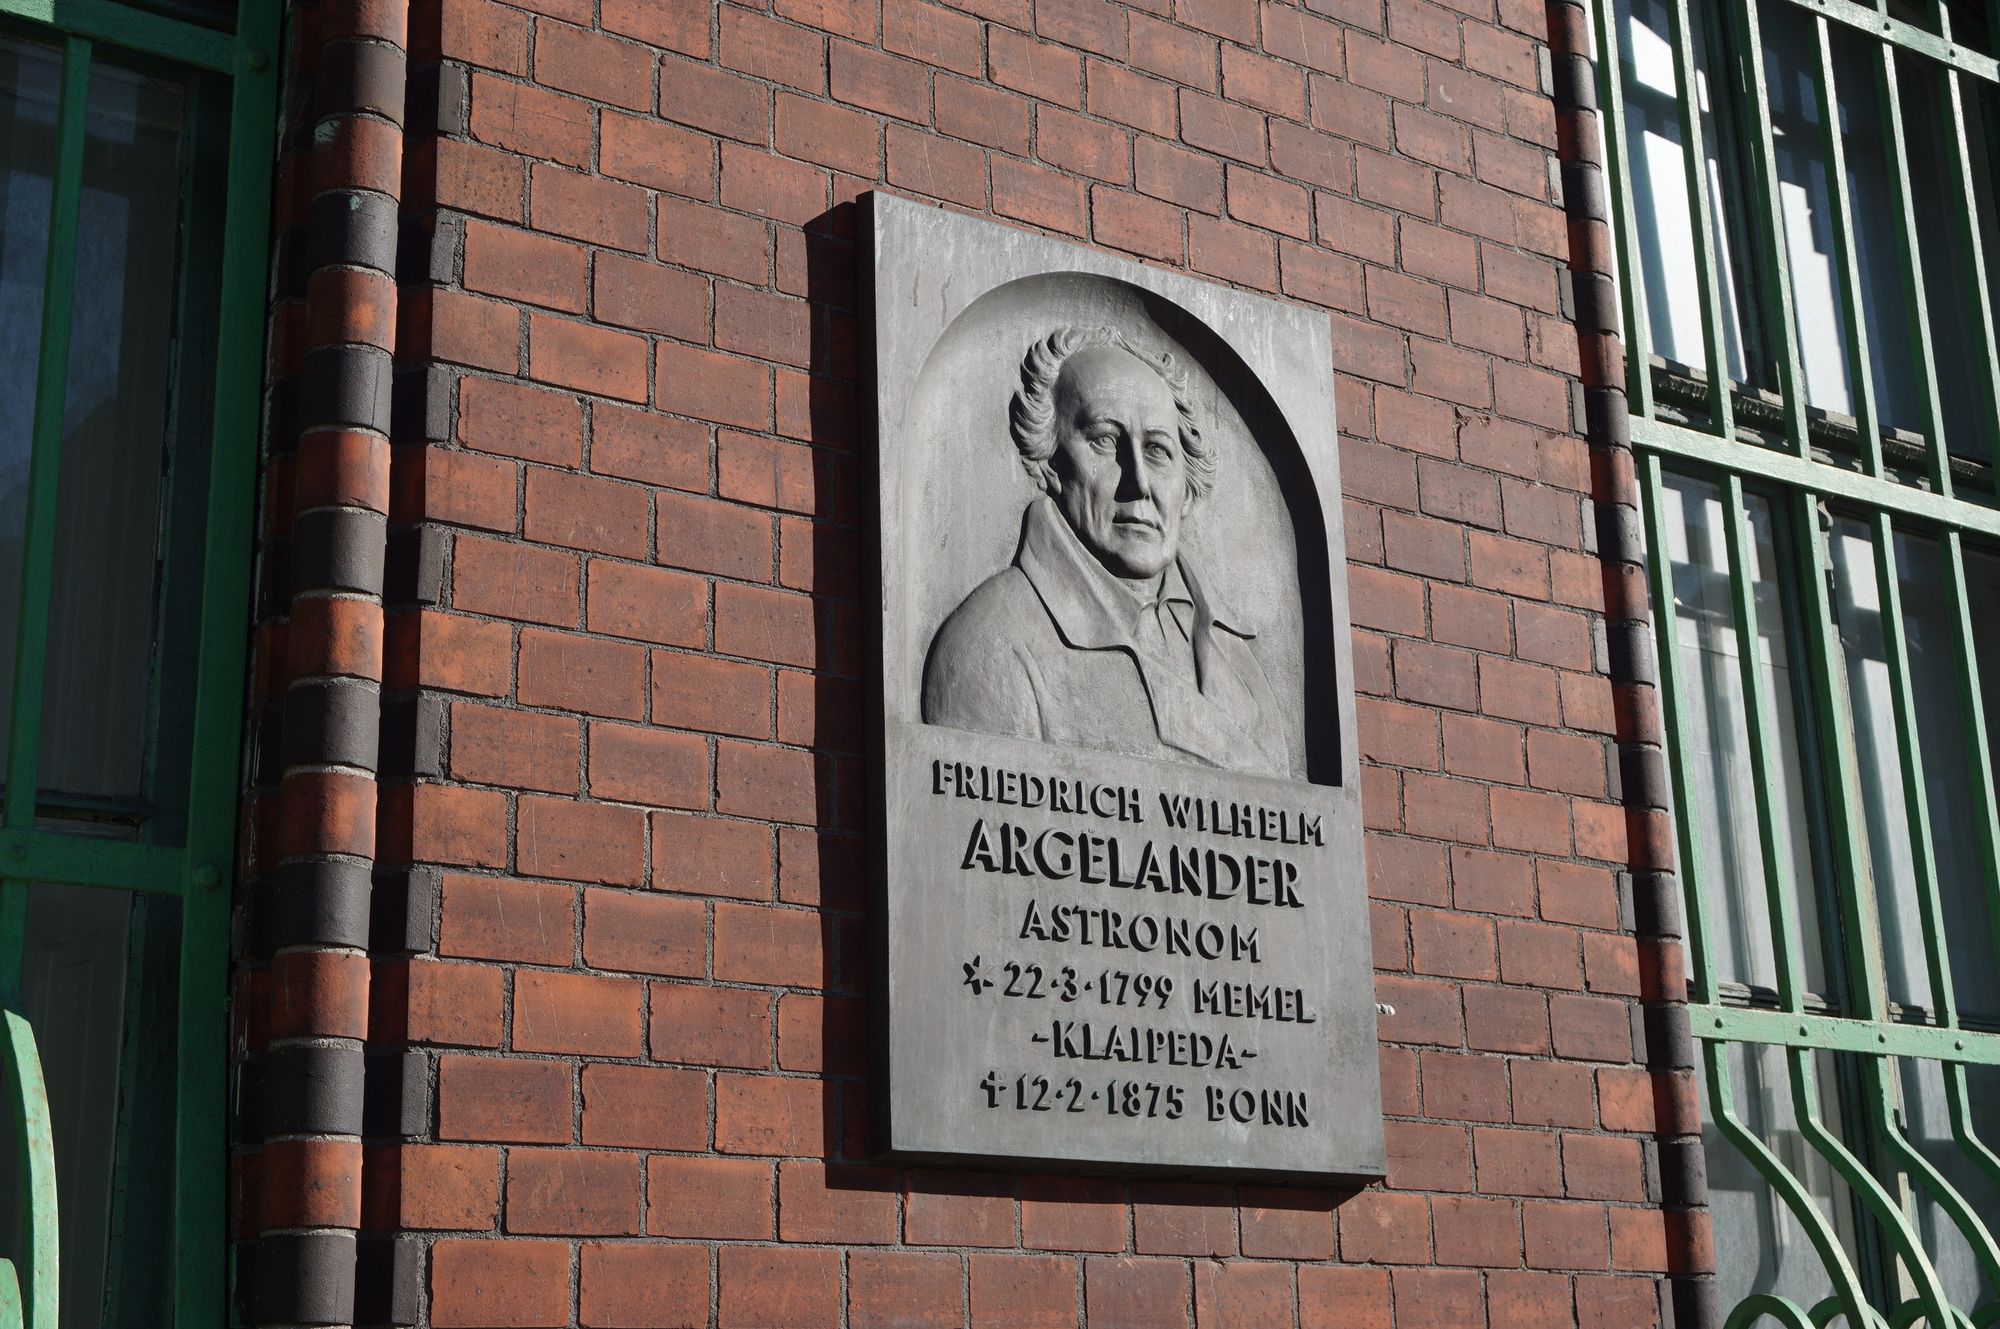 FRIEDRICH WILHELM
ARGELANDER
ASTRONOM
* 22·3·1799 MEMEL
-KLAIPEDA-
† 12·2·1875 BONN